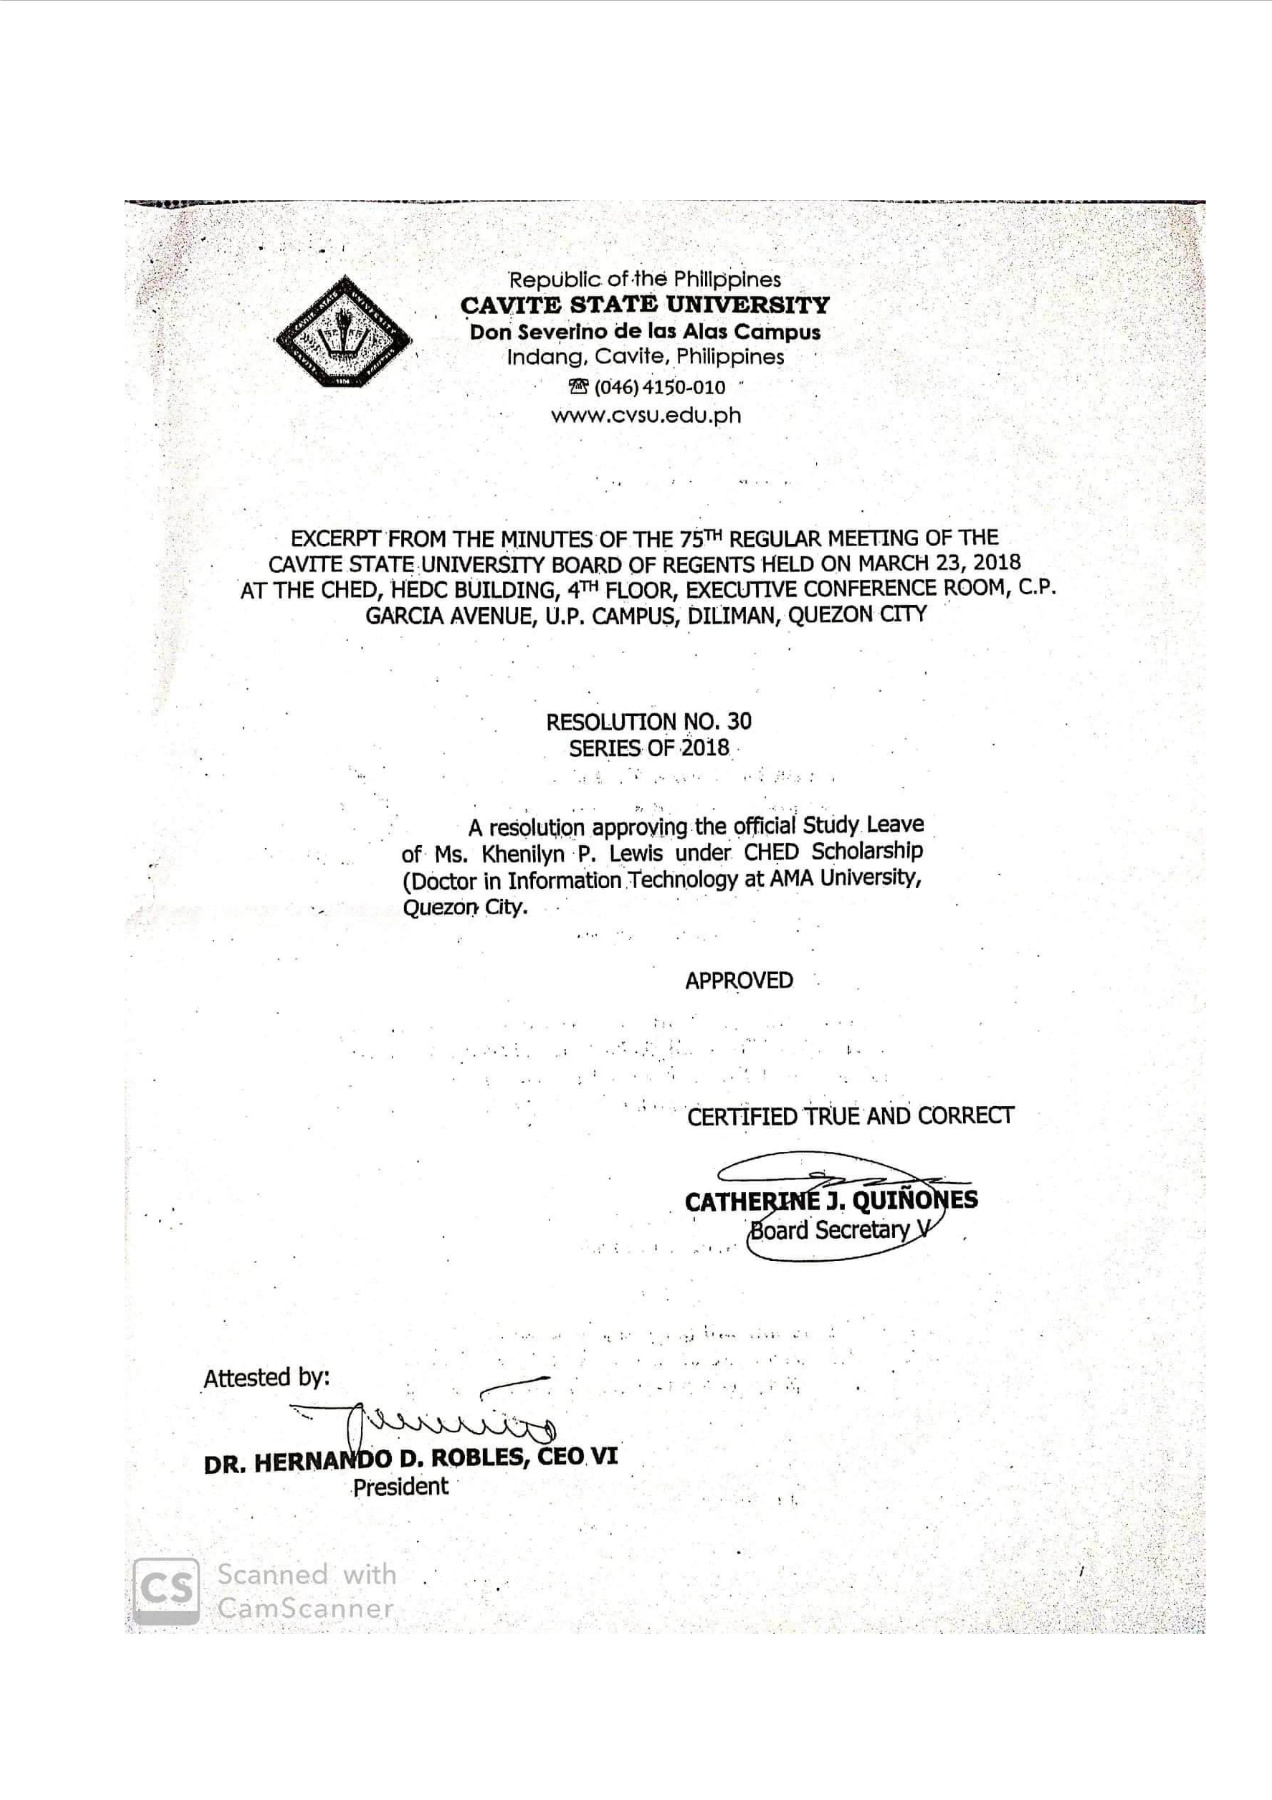 Republic of the Philippines
CAVITE STATE UNIVERSITY
Don Severino de las Alas Campus
Indang, Cavite, Philippines
☎ (046) 4150-010
www.cvsu.edu.ph
EXCERPT FROM THE MINUTES OF THE 75TH REGULAR MEETING OF THE
CAVITE STATE UNIVERSITY BOARD OF REGENTS HELD ON MARCH 23, 2018
AT THE CHED, HEDC BUILDING, 4TH FLOOR, EXECUTIVE CONFERENCE ROOM, C.P.
GARCIA AVENUE, U.P. CAMPUS, DILIMAN, QUEZON CITY
RESOLUTION NO. 30
SERIES OF 2018
A resolution approving the official Study Leave
of Ms. Khenilyn P. Lewis under CHED Scholarship
(Doctor in Information Technology at AMA University,
Quezon City.
APPROVED
CERTIFIED TRUE AND CORRECT
CATHERINE J. QUIÑONES
Board Secretary V
Attested by:
DR. HERNANDO D. ROBLES, CEO VI
President
CS Scanned with
CamScanner